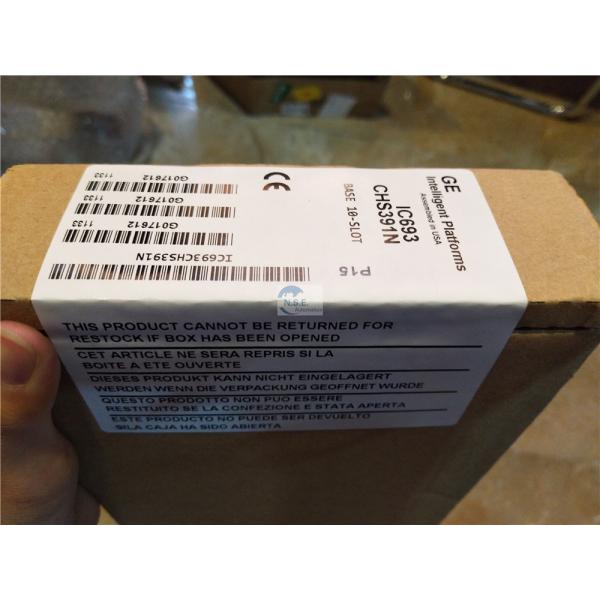 GE
Intelligent Platforms
Assembled in USA
IC693
CHS391N
BASE 10-SLOT
P15
CE
1133 G017612
1133 G017612
1133 G017612
IC693CHS391N
N.S.E.
Automation
THIS PRODUCT CANNOT BE RETURNED FOR
RESTOCK IF BOX HAS BEEN OPENED
CET ARTICLE NE SERA REPRIS SI LA
BOITE A ETE OUVERTE
DIESES PRODUKT KANN NICHT EINGELAGERT
WERDEN WENN DIE VERPACKUNG GEOFFNET WURDE
QUESTO PRODOTTO NON PUO ESSERE
RESTITUITO SE LA CONFEZIONE E STATA APERTA
ESTE PRODUCTO NO PUEDE SER DEVUELTO
SILA CAJA HA SIDO ABIERTA